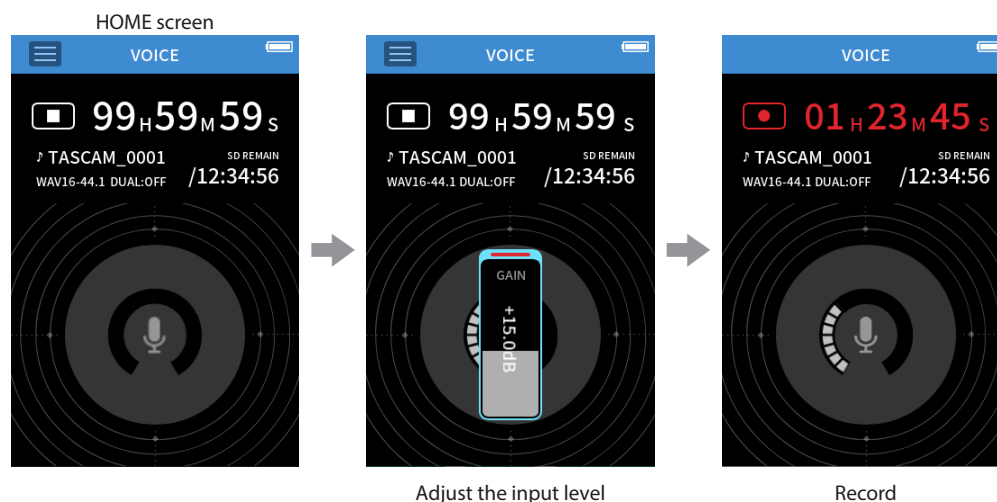 HOME screen
VOICE
99H59M59S
♪ TASCAM_0001
SD REMAIN
WAV16-44.1 DUAL:OFF
/12:34:56
VOICE
99H59M59S
♪ TASCAM_0001
SD REMAIN
WAV16-44.1 DUAL:OFF
/12:34:56
GAIN
+15.0dB
Adjust the input level
VOICE
01H23M45S
♪ TASCAM_0001
SD REMAIN
WAV16-44.1 DUAL:OFF
/12:34:56
Record